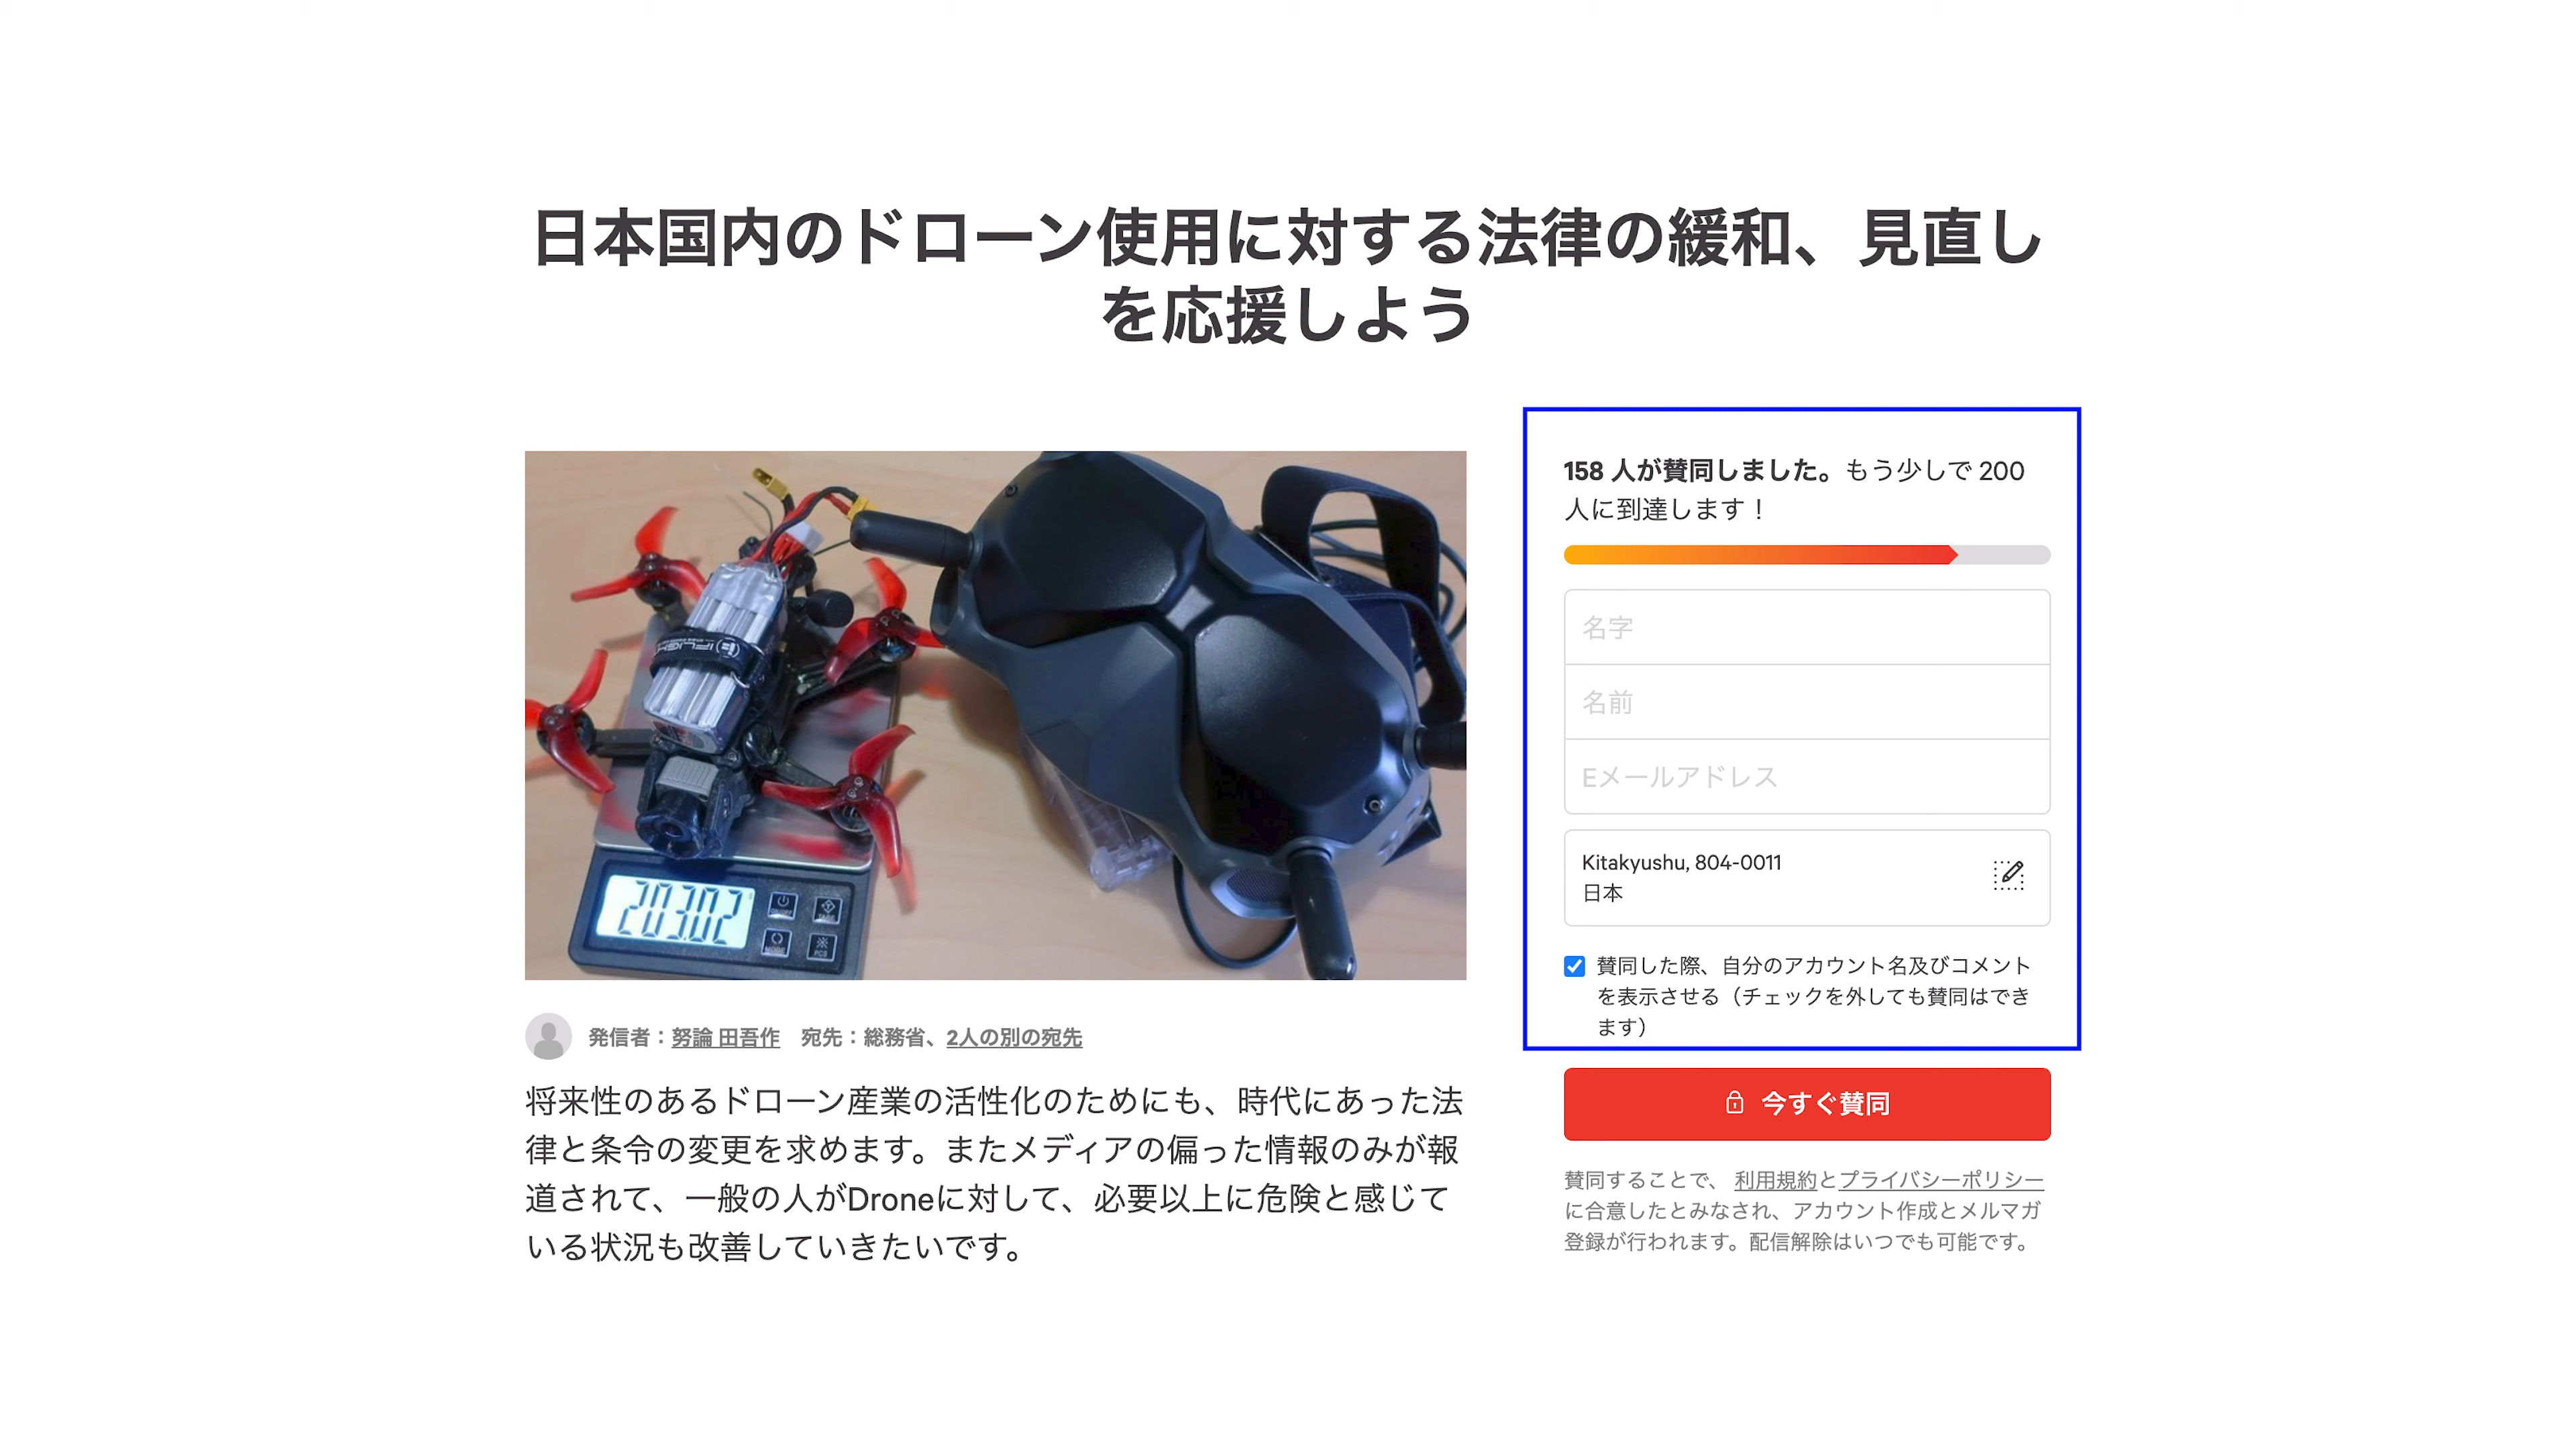 日本国内のドローン使用に対する法律の緩和、見直し
を応援しよう
203.02
発信者：努論 田吾作　宛先：総務省、2人の別の宛先
将来性のあるドローン産業の活性化のためにも、時代にあった法
律と条令の変更を求めます。またメディアの偏った情報のみが報
道されて、一般の人がDroneに対して、必要以上に危険と感じて
いる状況も改善していきたいです。
158 人が賛同しました。もう少しで 200
人に到達します！
名字
名前
Eメールアドレス
Kitakyushu, 804-0011
日本
賛同した際、自分のアカウント名及びコメント
を表示させる（チェックを外しても賛同はでき
ます）
今すぐ賛同
賛同することで、 利用規約とプライバシーポリシー
に合意したとみなされ、アカウント作成とメルマガ
登録が行われます。配信解除はいつでも可能です。